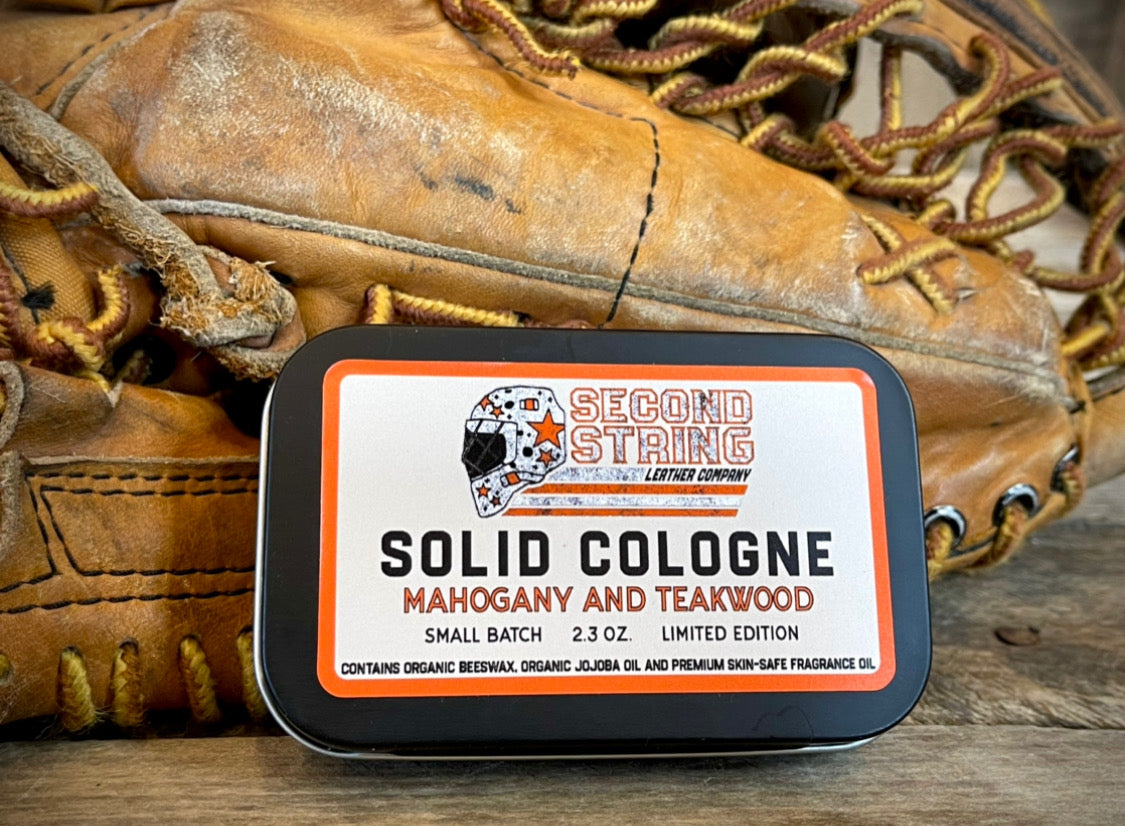 SECOND
STRING
LEATHER COMPANY
SOLID COLOGNE
MAHOGANY AND TEAKWOOD
SMALL BATCH 2.3 OZ. LIMITED EDITION
CONTAINS ORGANIC BEESWAX, ORGANIC JOJOBA OIL AND PREMIUM SKIN-SAFE FRAGRANCE OIL